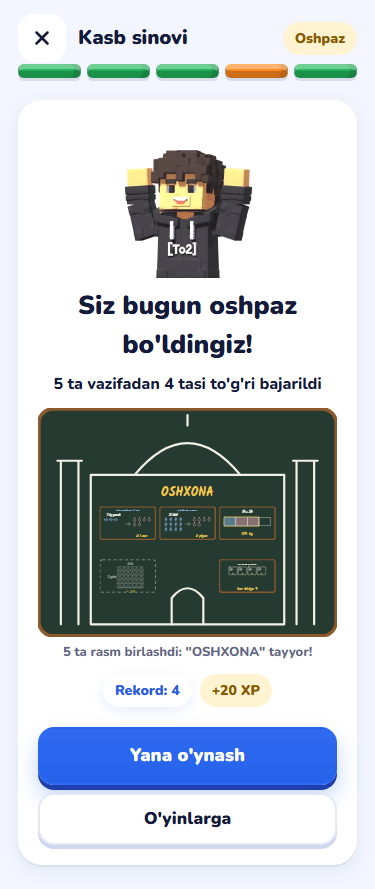 Kasb sinovi
Oshpaz
[To2]
Siz bugun oshpaz
bo'ldingiz!
5 ta vazifadan 4 tasi to'g'ri bajarildi
OSHXONA
5 ta rasm birlashdi: "OSHXONA" tayyor!
Rekord: 4
+20 XP
Yana o'ynash
O'yinlarga